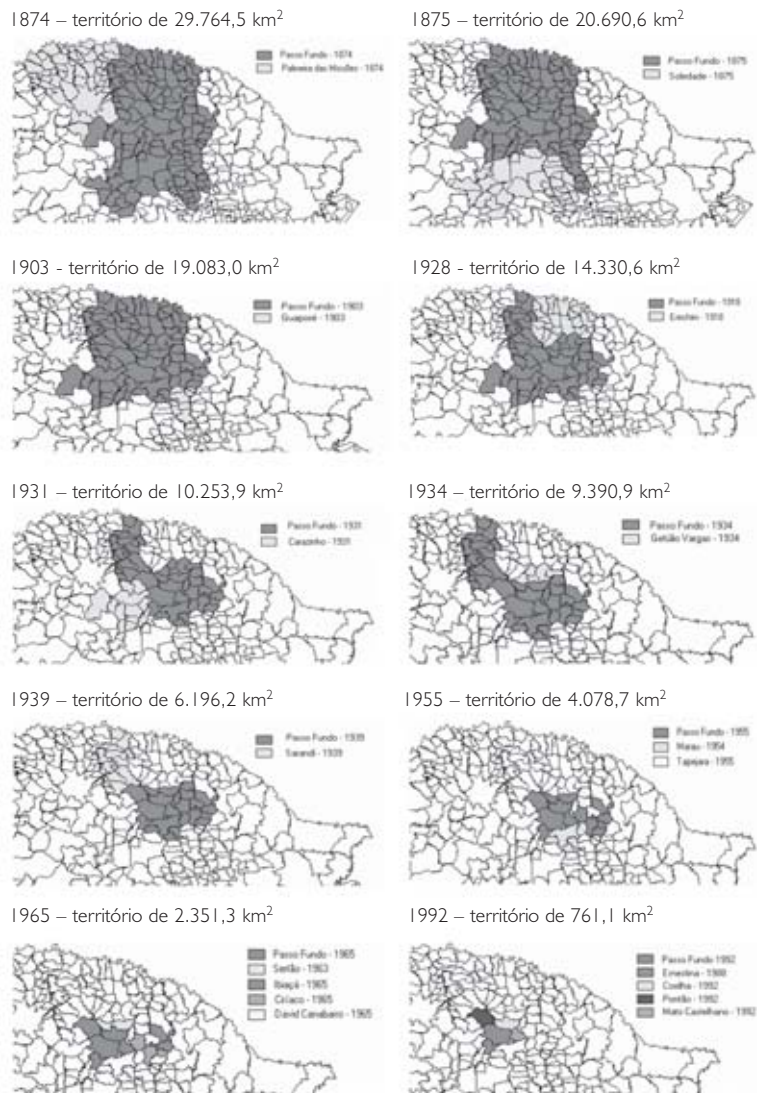 1874 – território de 29.764,5 km²
Passo Fundo - 1874
Palmeira das Missões - 1874
1875 – território de 20.690,6 km²
Passo Fundo - 1875
Soledade - 1875
1903 - território de 19.083,0 km²
Passo Fundo - 1903
Guaporé - 1903
1928 - território de 14.330,6 km²
Passo Fundo - 1918
Erechim - 1918
1931 – território de 10.253,9 km²
Passo Fundo - 1931
Carazinho - 1931
1934 – território de 9.390,9 km²
Passo Fundo - 1934
Getúlio Vargas - 1934
1939 – território de 6.196,2 km²
Passo Fundo - 1939
Sarandi - 1939
1955 – território de 4.078,7 km²
Passo Fundo - 1955
Marau - 1954
Tapejara - 1955
1965 – território de 2.351,3 km²
Passo Fundo - 1965
Sertão - 1963
Ibiaçá - 1965
Ciríaco - 1965
David Canabarro - 1965
1992 – território de 761,1 km²
Passo Fundo 1992
Ernestina - 1988
Coxilha - 1992
Pontão - 1992
Mato Castelhano - 1992